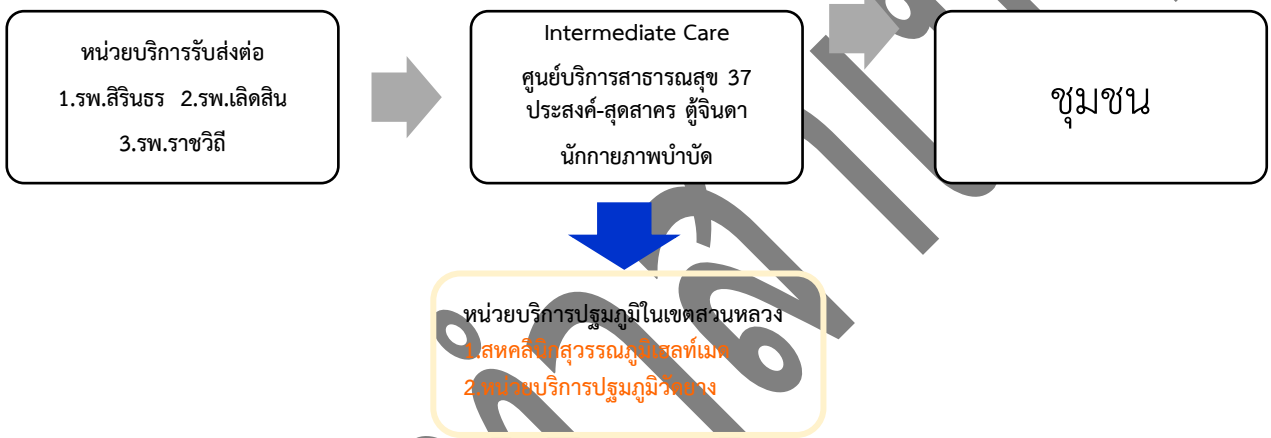 หน่วยบริการรับส่งต่อ
1.รพ.สิรินธร 2.รพ.เลิดสิน
3.รพ.ราชวิถี
Intermediate Care
ศูนย์บริการสาธารณสุข 37
ประสงค์-สุดสาคร ตู้จินดา
นักกายภาพบำบัด
ชุมชน
หน่วยบริการปฐมภูมิในเขตสวนหลวง
1.สหคลินิกสุวรรณภูมิเฮลท์เมด
2.หน่วยบริการปฐมภูมิวัดยาง